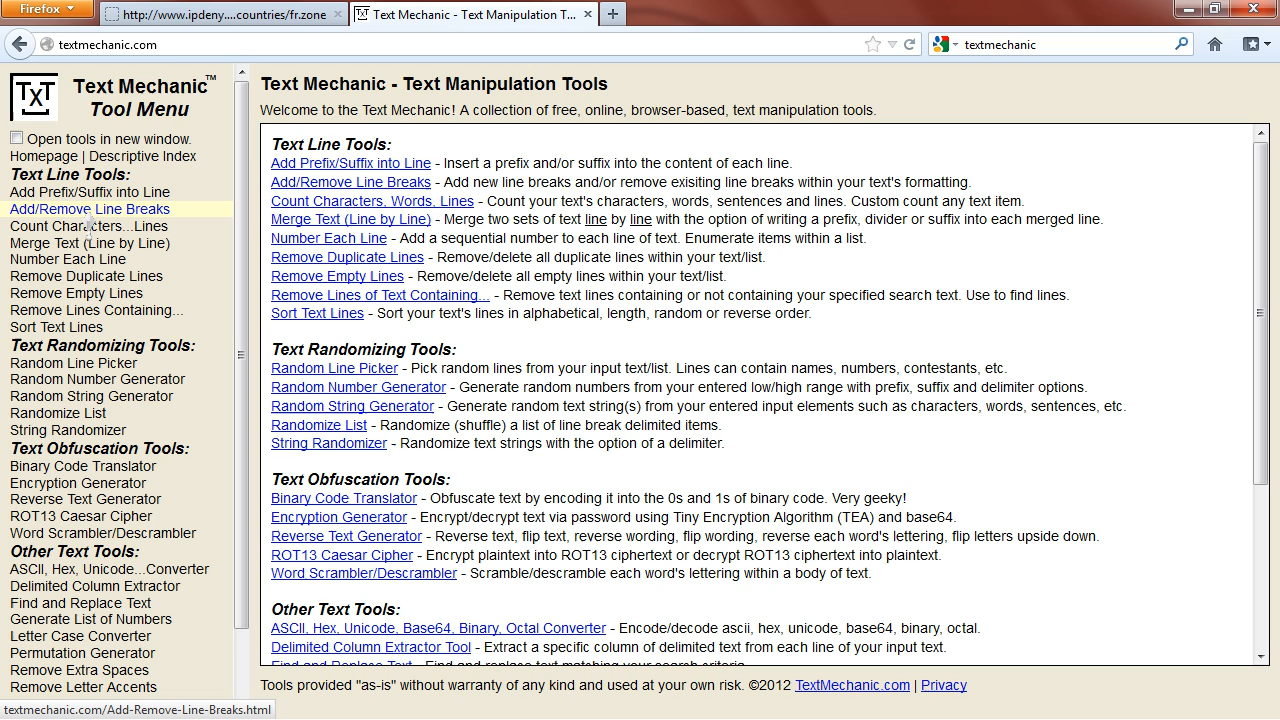 Firefox
http://www.ipdeny....countries/fr.zone
Text Mechanic - Text Manipulation T...
textmechanic.com
textmechanic
TxT
Text Mechanic™
Tool Menu
Open tools in new window.
Homepage | Descriptive Index
Text Line Tools:
Add Prefix/Suffix into Line
Add/Remove Line Breaks
Count Characters...Lines
Merge Text (Line by Line)
Number Each Line
Remove Duplicate Lines
Remove Empty Lines
Remove Lines Containing...
Sort Text Lines
Text Randomizing Tools:
Random Line Picker
Random Number Generator
Random String Generator
Randomize List
String Randomizer
Text Obfuscation Tools:
Binary Code Translator
Encryption Generator
Reverse Text Generator
ROT13 Caesar Cipher
Word Scrambler/Descrambler
Other Text Tools:
ASCII, Hex, Unicode...Converter
Delimited Column Extractor
Find and Replace Text
Generate List of Numbers
Letter Case Converter
Permutation Generator
Remove Extra Spaces
Remove Letter Accents
textmechanic.com/Add-Remove-Line-Breaks.html
Text Mechanic - Text Manipulation Tools
Welcome to the Text Mechanic! A collection of free, online, browser-based, text manipulation tools.
Text Line Tools:
Add Prefix/Suffix into Line - Insert a prefix and/or suffix into the content of each line.
Add/Remove Line Breaks - Add new line breaks and/or remove exisiting line breaks within your text's formatting.
Count Characters, Words, Lines - Count your text's characters, words, sentences and lines. Custom count any text item.
Merge Text (Line by Line) - Merge two sets of text line by line with the option of writing a prefix, divider or suffix into each merged line.
Number Each Line - Add a sequential number to each line of text. Enumerate items within a list.
Remove Duplicate Lines - Remove/delete all duplicate lines within your text/list.
Remove Empty Lines - Remove/delete all empty lines within your text/list.
Remove Lines of Text Containing... - Remove text lines containing or not containing your specified search text. Use to find lines.
Sort Text Lines - Sort your text's lines in alphabetical, length, random or reverse order.
Text Randomizing Tools:
Random Line Picker - Pick random lines from your input text/list. Lines can contain names, numbers, contestants, etc.
Random Number Generator - Generate random numbers from your entered low/high range with prefix, suffix and delimiter options.
Random String Generator - Generate random text string(s) from your entered input elements such as characters, words, sentences, etc.
Randomize List - Randomize (shuffle) a list of line break delimited items.
String Randomizer - Randomize text strings with the option of a delimiter.
Text Obfuscation Tools:
Binary Code Translator - Obfuscate text by encoding it into the 0s and 1s of binary code. Very geeky!
Encryption Generator - Encrypt/decrypt text via password using Tiny Encryption Algorithm (TEA) and base64.
Reverse Text Generator - Reverse text, flip text, reverse wording, flip wording, reverse each word's lettering, flip letters upside down.
ROT13 Caesar Cipher - Encrypt plaintext into ROT13 ciphertext or decrypt ROT13 ciphertext into plaintext.
Word Scrambler/Descrambler - Scramble/descramble each word's lettering within a body of text.
Other Text Tools:
ASCII, Hex, Unicode, Base64, Binary, Octal Converter - Encode/decode ascii, hex, unicode, base64, binary, octal.
Delimited Column Extractor Tool - Extract a specific column of delimited text from each line of your input text.
Find and Replace Text - Find and replace text matching your search criteria.
Tools provided "as-is" without warranty of any kind and used at your own risk. ©2012 TextMechanic.com | Privacy